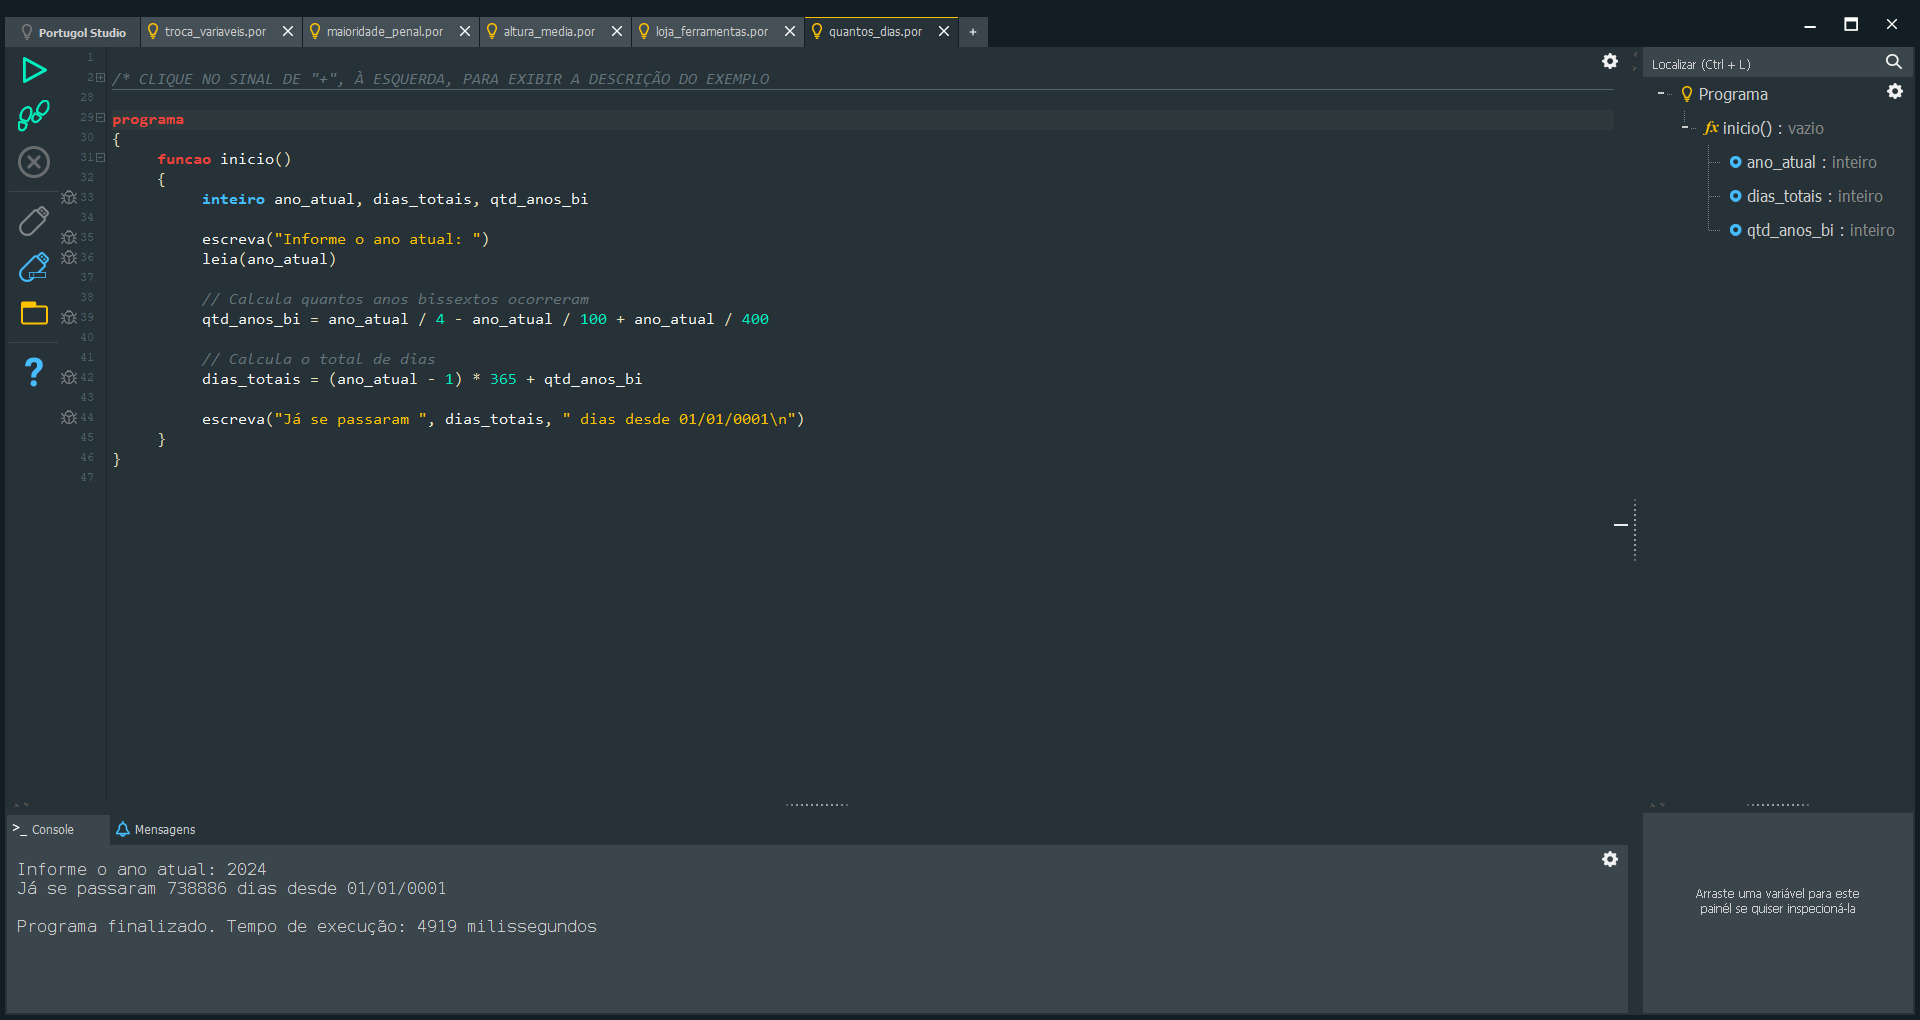 Portugol Studio
troca_variaveis.por
maioridade_penal.por
altura_media.por
loja_ferramentas.por
quantos_dias.por
+
1
2 /* CLIQUE NO SINAL DE "+", À ESQUERDA, PARA EXIBIR A DESCRIÇÃO DO EXEMPLO
28
29 programa
30 {
31 funcao inicio()
32 {
33 inteiro ano_atual, dias_totais, qtd_anos_bi
34
35 escreva("Informe o ano atual: ")
36 leia(ano_atual)
37
38 // Calcula quantos anos bissextos ocorreram
39 qtd_anos_bi = ano_atual / 4 - ano_atual / 100 + ano_atual / 400
40
41 // Calcula o total de dias
42 dias_totais = (ano_atual - 1) * 365 + qtd_anos_bi
43
44 escreva("Já se passaram ", dias_totais, " dias desde 01/01/0001\n")
45 }
46 }
47
Localizar (Ctrl + L)
Programa
fx inicio() : vazio
ano_atual : inteiro
dias_totais : inteiro
qtd_anos_bi : inteiro
>_ Console
Mensagens
Informe o ano atual: 2024
Já se passaram 738886 dias desde 01/01/0001
Programa finalizado. Tempo de execução: 4919 milissegundos
Arraste uma variável para este
painél se quiser inspecioná-la